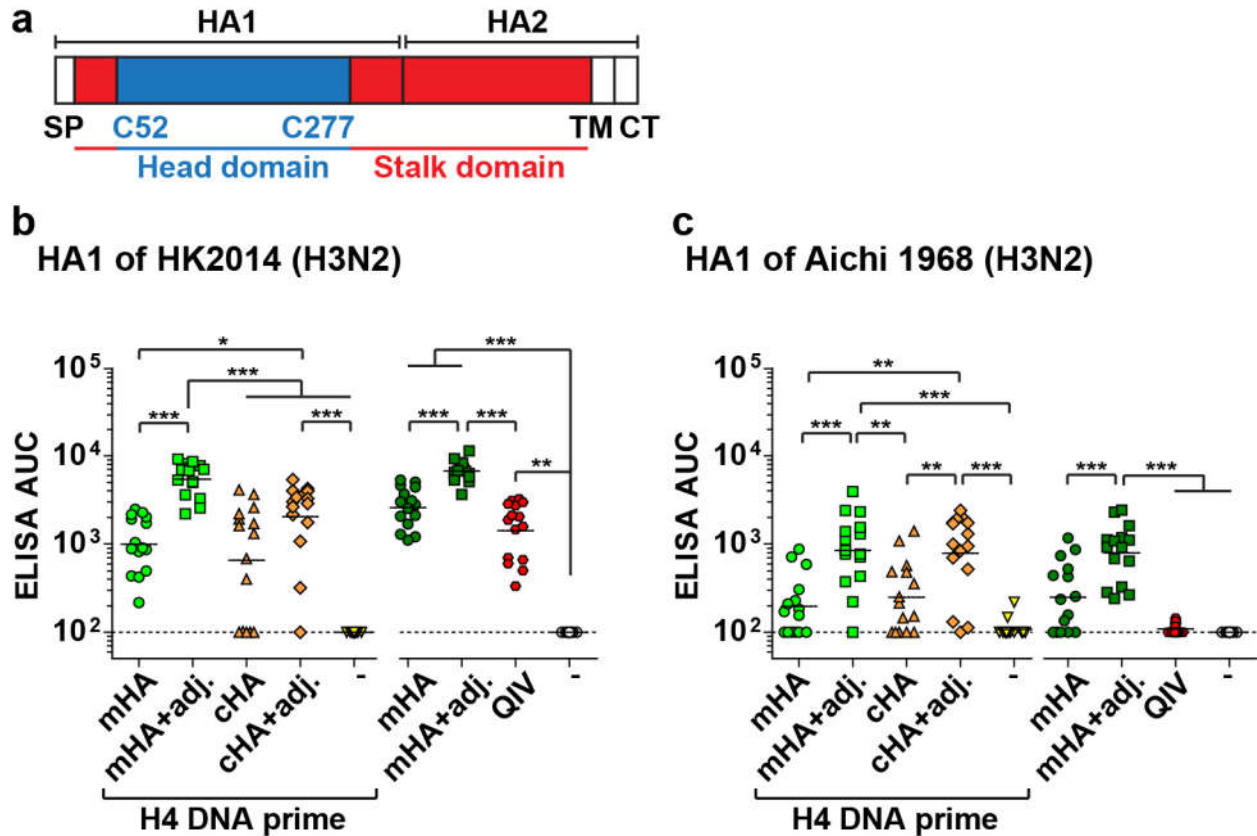 a
HA1 HA2
SP C52 C277 TM CT
Head domain Stalk domain
b
HA1 of HK2014 (H3N2)
ELISA AUC
10^5
10^4
10^3
10^2
*
***
***
***
***
***
***
**
mHA
mHA+adj.
cHA
cHA+adj.
-
mHA
mHA+adj.
QIV
-
H4 DNA prime
c
HA1 of Aichi 1968 (H3N2)
ELISA AUC
10^5
10^4
10^3
10^2
**
***
***
**
**
***
***
***
mHA
mHA+adj.
cHA
cHA+adj.
-
mHA
mHA+adj.
QIV
-
H4 DNA prime